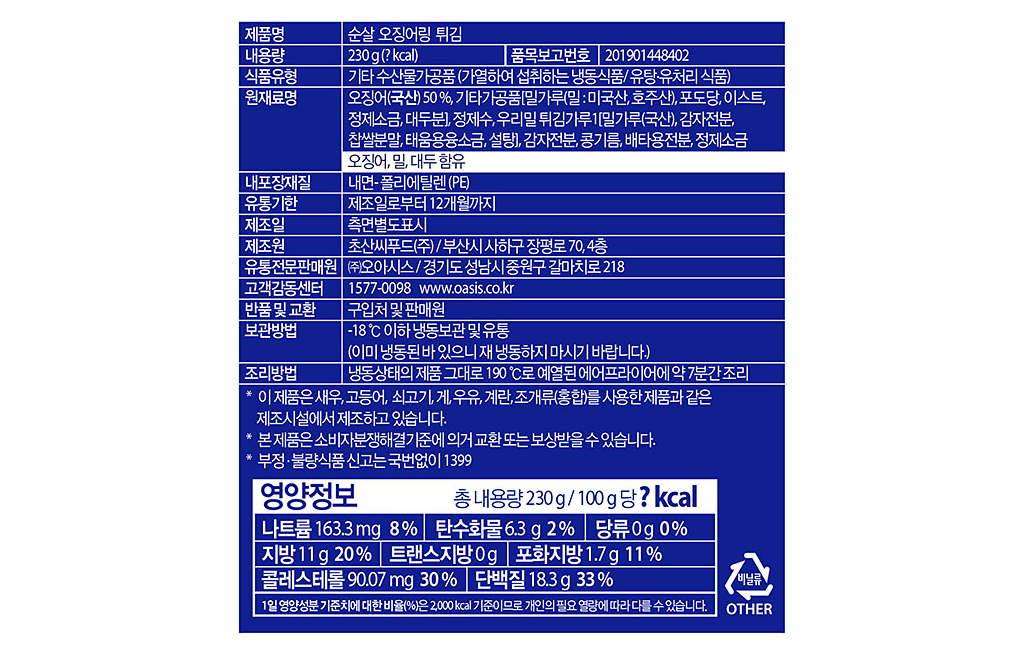 제품명 순살 오징어링 튀김
내용량 230 g (? kcal) 품목보고번호 201901448402
식품유형 기타 수산물가공품 (가열하여 섭취하는 냉동식품/ 유탕·유처리 식품)
원재료명 오징어(국산) 50 %, 기타가공품[밀가루(밀 : 미국산, 호주산), 포도당, 이스트,
정제소금, 대두분], 정제수, 우리밀 튀김가루1[밀가루(국산), 감자전분,
찹쌀분말, 태움용융소금, 설탕], 감자전분, 콩기름, 배타용전분, 정제소금
오징어, 밀, 대두 함유
내포장재질 내면 - 폴리에틸렌 (PE)
유통기한 제조일로부터 12개월까지
제조일 측면별도표시
제조원 초산씨푸드(주) / 부산시 사하구 장평로 70, 4층
유통전문판매원 ㈜오아시스 / 경기도 성남시 중원구 갈마치로 218
고객감동센터 1577-0098 www.oasis.co.kr
반품 및 교환 구입처 및 판매원
보관방법 -18 ℃ 이하 냉동보관 및 유통
(이미 냉동된 바 있으니 재 냉동하지 마시기 바랍니다.)
조리방법 냉동상태의 제품 그대로 190 ℃로 예열된 에어프라이어에 약 7분간 조리
* 이 제품은 새우, 고등어, 쇠고기, 게, 우유, 계란, 조개류(홍합)를 사용한 제품과 같은
제조시설에서 제조하고 있습니다.
* 본 제품은 소비자분쟁해결기준에 의거 교환 또는 보상받을 수 있습니다.
* 부정·불량식품 신고는 국번없이 1399
영양정보 총 내용량 230 g / 100 g 당 ? kcal
나트륨 163.3 mg 8 % 탄수화물 6.3 g 2 % 당류 0 g 0 %
지방 11 g 20 % 트랜스지방 0 g 포화지방 1.7 g 11 %
콜레스테롤 90.07 mg 30 % 단백질 18.3 g 33 %
1일 영양성분 기준치에 대한 비율(%)은 2,000 kcal 기준이므로 개인의 필요 열량에 따라 다를 수 있습니다.
비닐류
OTHER